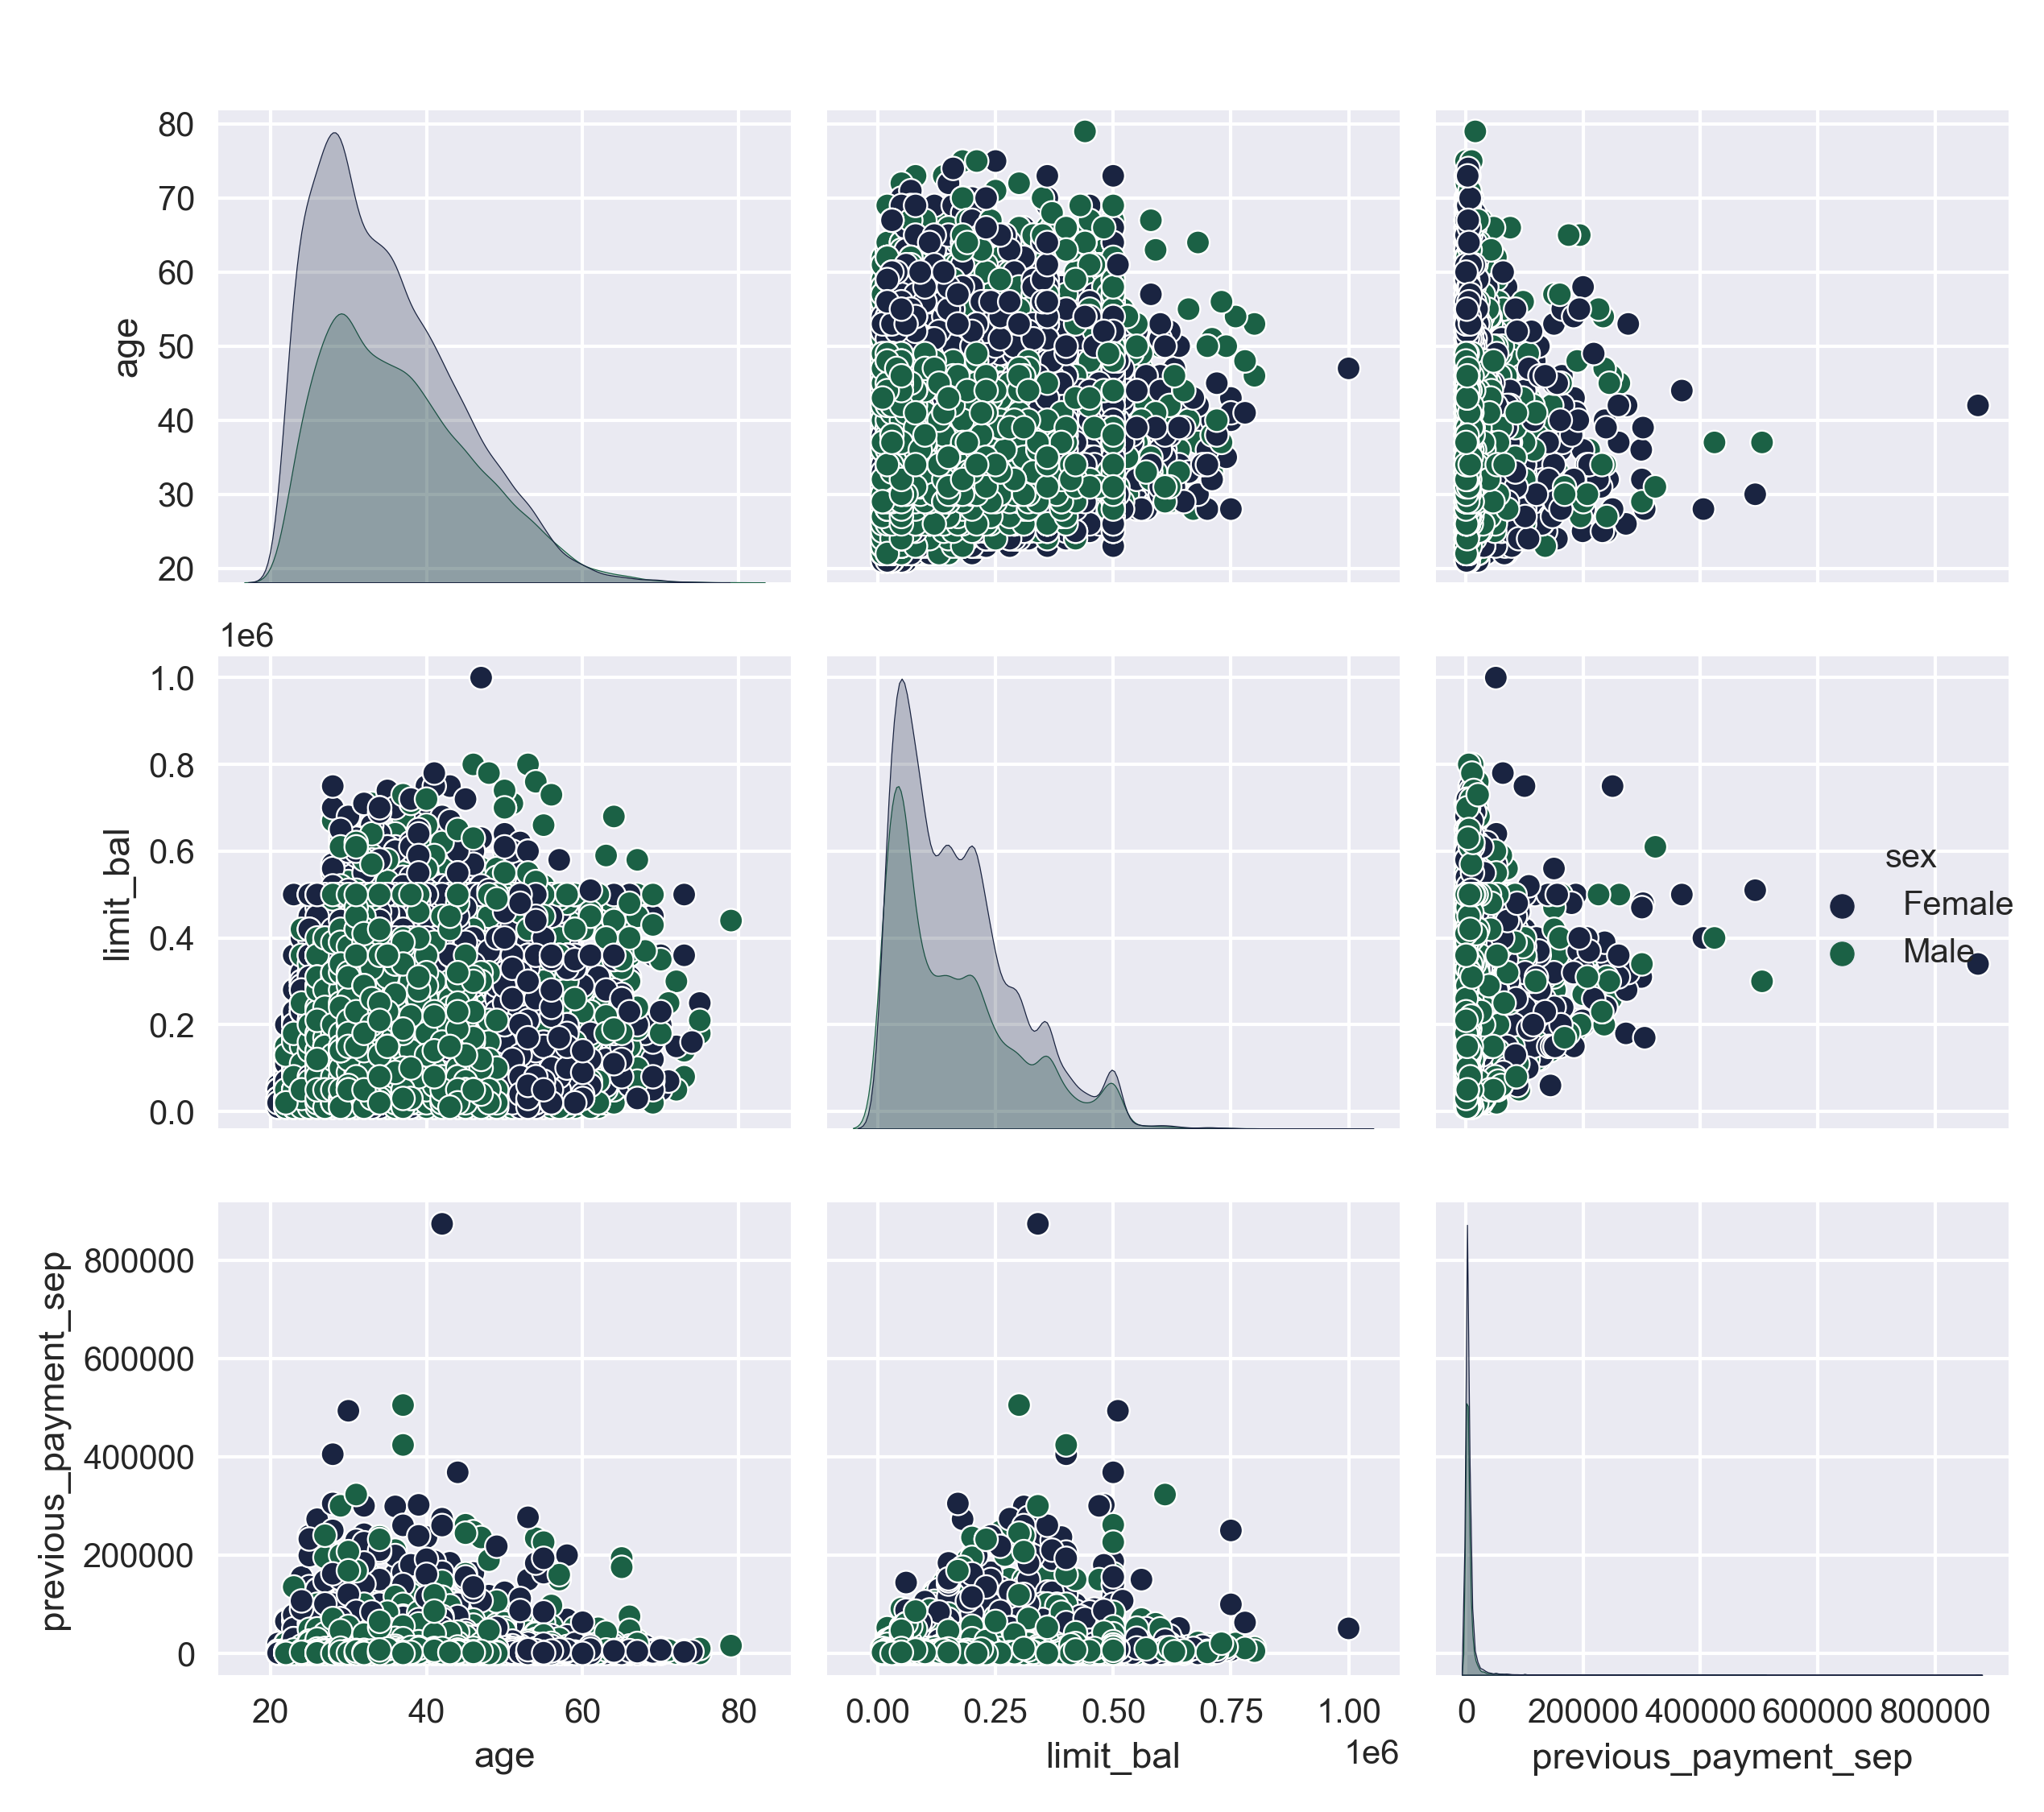 80
70
60
50
40
30
20
age
1e6
1.0
0.8
0.6
0.4
0.2
0.0
limit_bal
sex
Female
Male
800000
600000
400000
200000
0
previous_payment_sep
20 40 60 80
age
0.00 0.25 0.50 0.75 1.00
1e6
limit_bal
0 200000 400000 600000 800000
previous_payment_sep